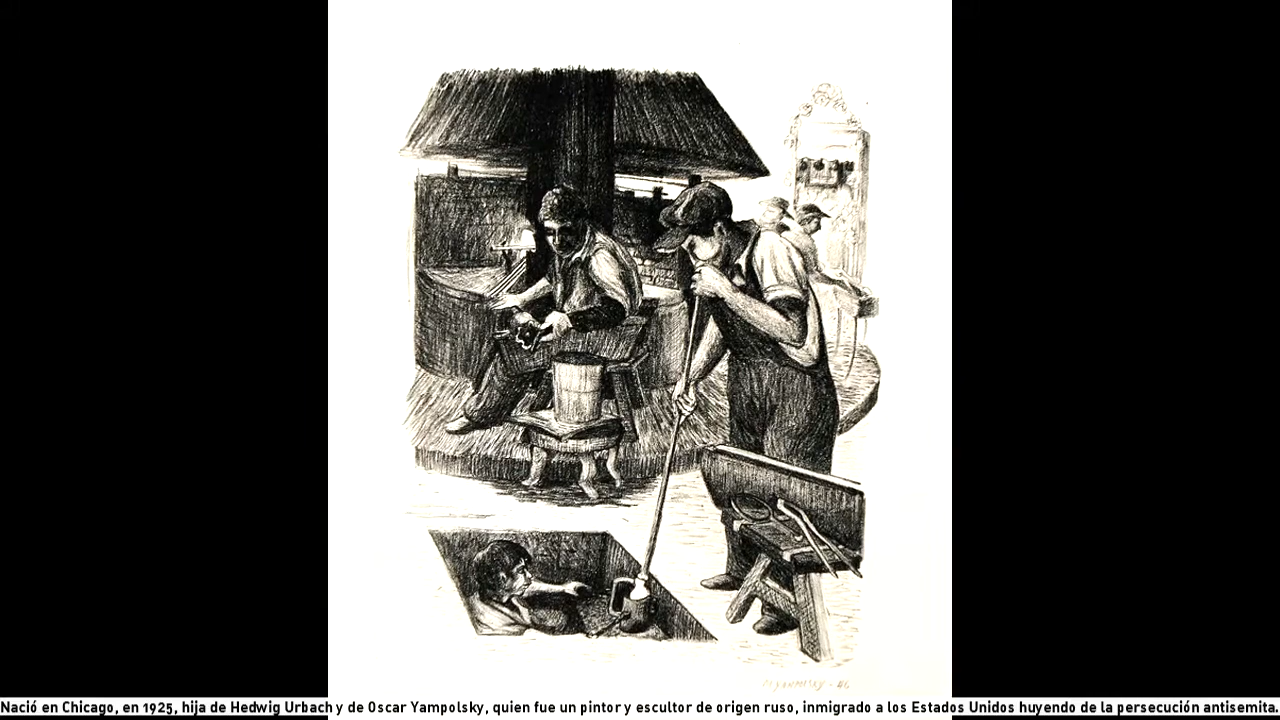 Nació en Chicago, en 1925, hija de Hedwig Urbach y de Oscar Yampolsky, quien fue un pintor y escultor de origen ruso, inmigrado a los Estados Unidos huyendo de la persecución antisemita.